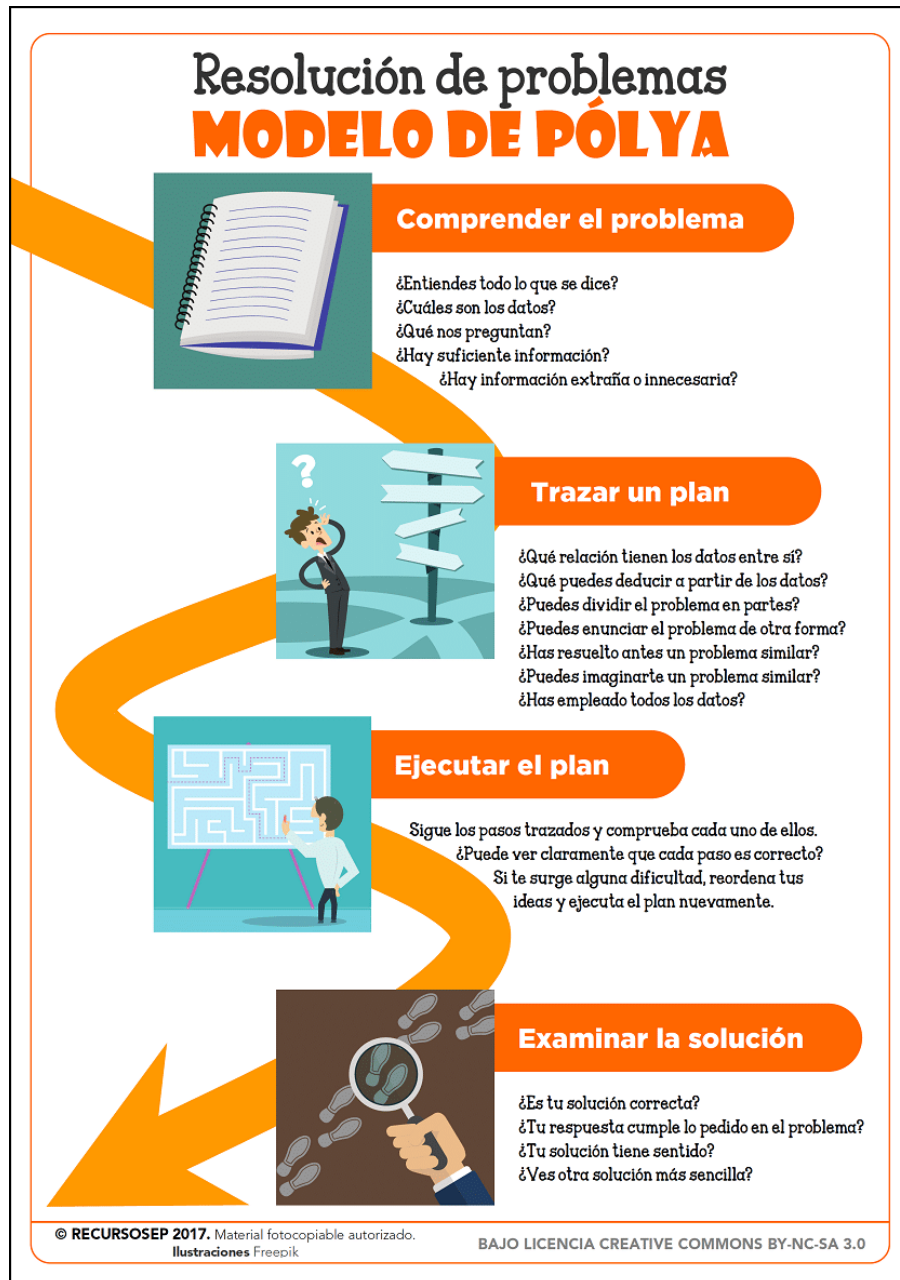 Resolución de problemas
MODELO DE PÓLYA
Comprender el problema
¿Entiendes todo lo que se dice?
¿Cuáles son los datos?
¿Qué nos preguntan?
¿Hay suficiente información?
¿Hay información extraña o innecesaria?
?
Trazar un plan
¿Qué relación tienen los datos entre sí?
¿Qué puedes deducir a partir de los datos?
¿Puedes dividir el problema en partes?
¿Puedes enunciar el problema de otra forma?
¿Has resuelto antes un problema similar?
¿Puedes imaginarte un problema similar?
¿Has empleado todos los datos?
Ejecutar el plan
Sigue los pasos trazados y comprueba cada uno de ellos.
¿Puede ver claramente que cada paso es correcto?
Si te surge alguna dificultad, reordena tus
ideas y ejecuta el plan nuevamente.
Examinar la solución
¿Es tu solución correcta?
¿Tu respuesta cumple lo pedido en el problema?
¿Tu solución tiene sentido?
¿Ves otra solución más sencilla?
© RECURSOSEP 2017. Material fotocopiable autorizado.
Ilustraciones Freepik
BAJO LICENCIA CREATIVE COMMONS BY-NC-SA 3.0